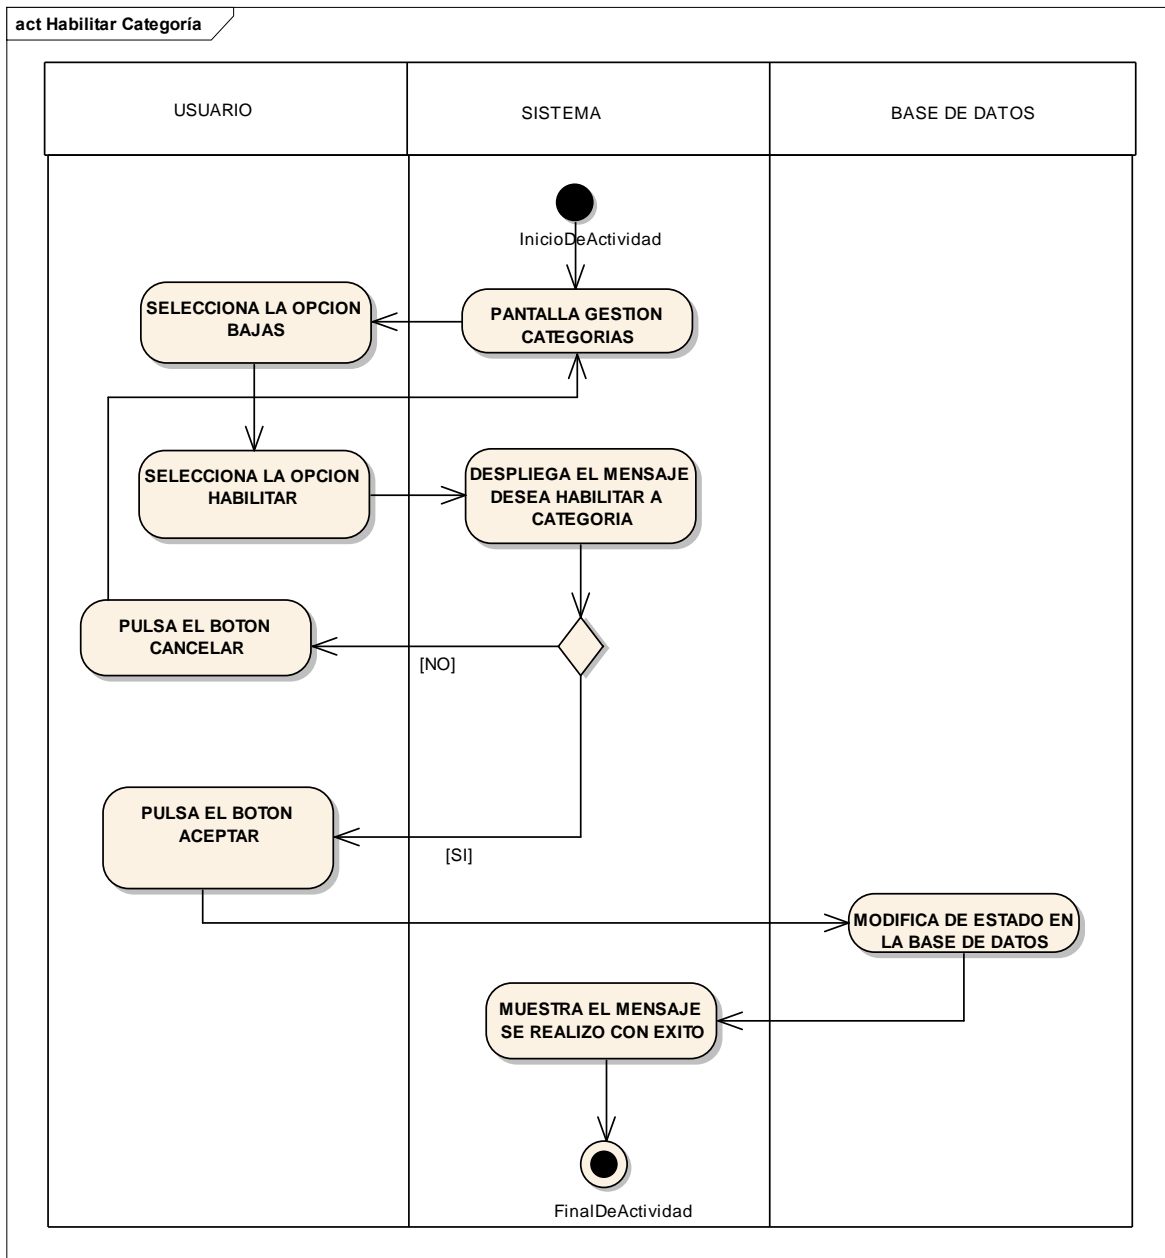 act Habilitar Categoría
USUARIO
SISTEMA
BASE DE DATOS
InicioDeActividad
SELECCIONA LA OPCION
BAJAS
PANTALLA GESTION
CATEGORIAS
SELECCIONA LA OPCION
HABILITAR
DESPLIEGA EL MENSAJE
DESEA HABILITAR A
CATEGORIA
PULSA EL BOTON
CANCELAR
[NO]
PULSA EL BOTON
ACEPTAR
[SI]
MODIFICA DE ESTADO EN
LA BASE DE DATOS
MUESTRA EL MENSAJE
SE REALIZO CON EXITO
FinalDeActividad